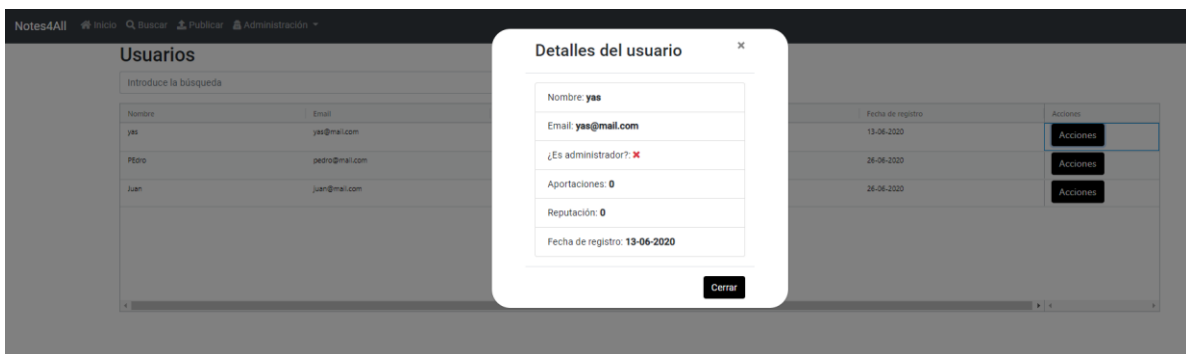 Notes4All Inicio Buscar Publicar Administración
Usuarios
Introduce la búsqueda
Nombre Email Fecha de registro Acciones
yas yas@mail.com 13-06-2020 Acciones
PEdro pedro@mail.com 26-06-2020 Acciones
Juan juan@mail.com 26-06-2020 Acciones
Detalles del usuario ×
Nombre: yas
Email: yas@mail.com
¿Es administrador?: ✖
Aportaciones: 0
Reputación: 0
Fecha de registro: 13-06-2020
Cerrar